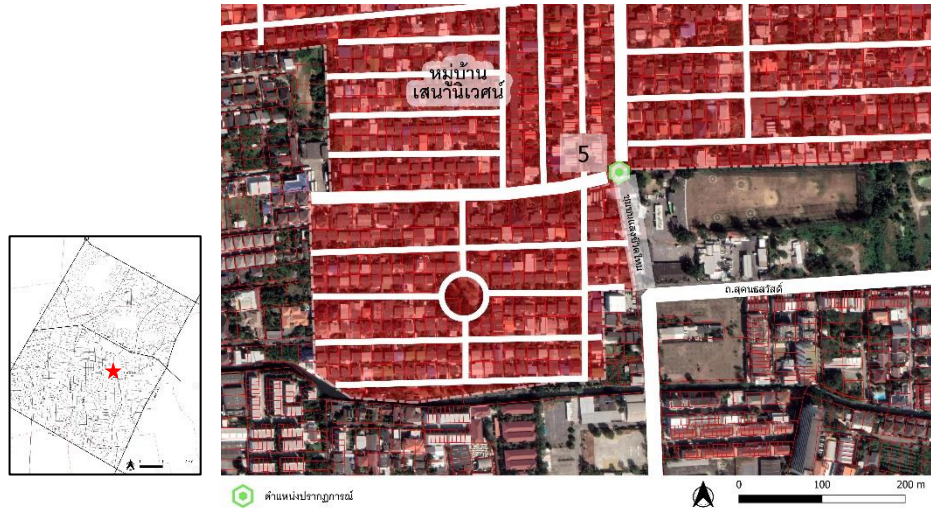 หมู่บ้าน
เสนานิเวศน์
5
ถ.สุคนธสวัสดิ์
ตำแหน่งปรากฏการณ์
0 100 200 m